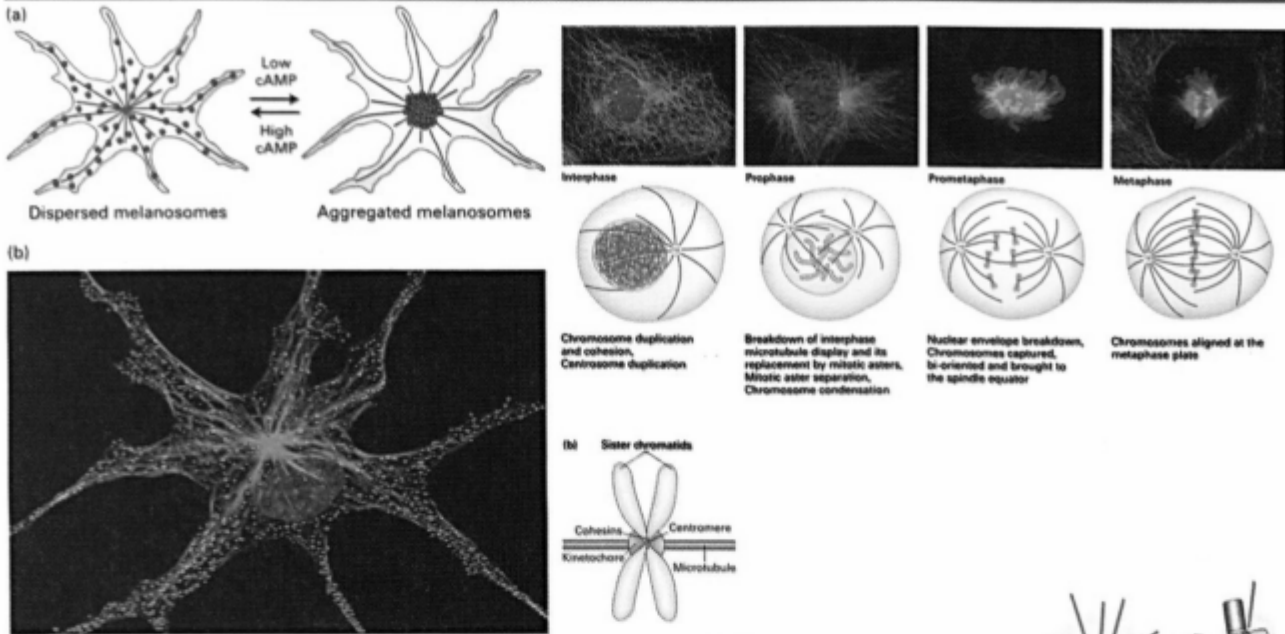 (a)
Low
cAMP
High
cAMP
Dispersed melanosomes
Aggregated melanosomes
(b)
Interphase
Prophase
Prometaphase
Metaphase
Chromosome duplication
and cohesion,
Centrosome duplication
Breakdown of interphase
microtubule display and its
replacement by mitotic asters,
Mitotic aster separation,
Chromosome condensation
Nuclear envelope breakdown,
Chromosomes captured,
bi-oriented and brought to
the spindle equator
Chromosomes aligned at the
metaphase plate
(b) Sister chromatids
Cohesins
Centromere
Kinetochore
Microtubule